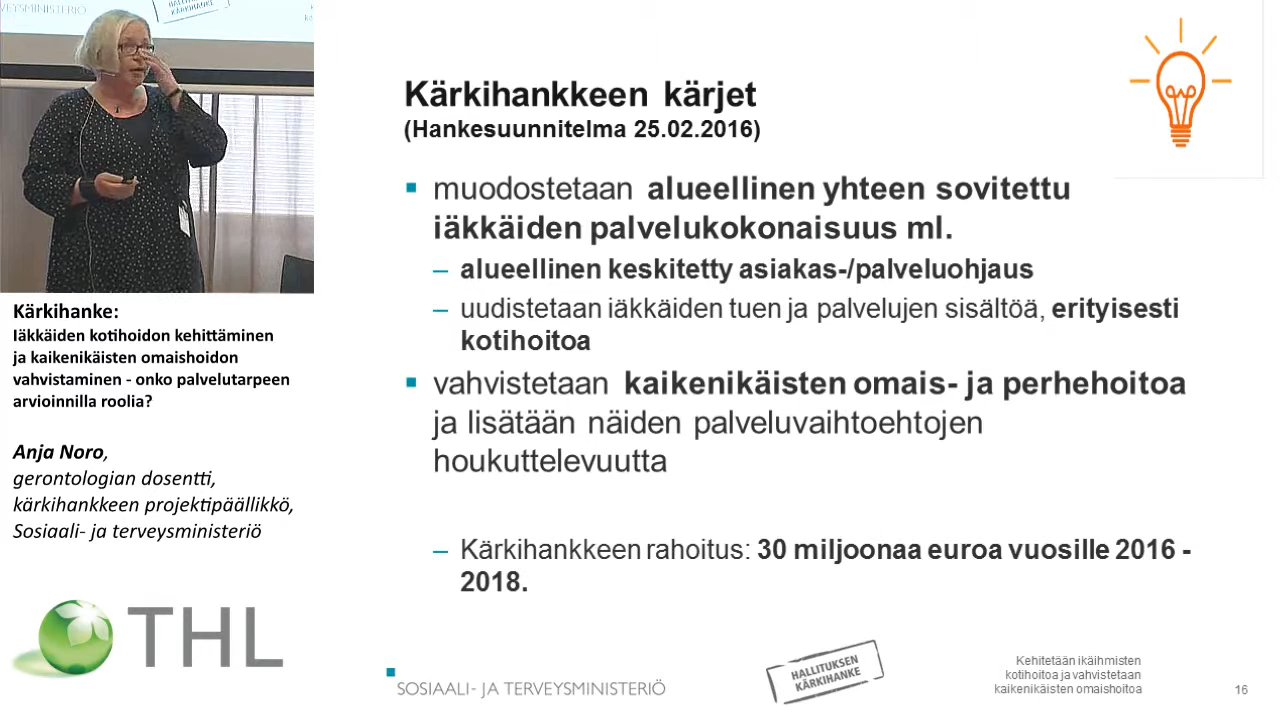 VEYSMINISTERIÖ
HALLITUKSEN
KÄRKIHANKE
Kärkihankkeen kärjet
(Hankesuunnitelma 25.02.2016)
▪ muodostetaan alueellinen yhteen sovitettu
iäkkäiden palvelukokonaisuus ml.
– alueellinen keskitetty asiakas-/palveluohjaus
– uudistetaan iäkkäiden tuen ja palvelujen sisältöä, erityisesti
kotihoitoa
▪ vahvistetaan kaikenikäisten omais- ja perhehoitoa
ja lisätään näiden palveluvaihtoehtojen
houkuttelevuutta
– Kärkihankkeen rahoitus: 30 miljoonaa euroa vuosille 2016 -
2018.
Kärkihanke:
Iäkkäiden kotihoidon kehittäminen
ja kaikenikäisten omaishoidon
vahvistaminen - onko palvelutarpeen
arvioinnilla roolia?
Anja Noro,
gerontologian dosentti,
kärkihankkeen projektipäällikkö,
Sosiaali- ja terveysministeriö
THL
SOSIAALI- JA TERVEYSMINISTERIÖ
HALLITUKSEN
KÄRKIHANKE
Kehitetään ikäihmisten
kotihoitoa ja vahvistetaan
kaikenikäisten omaishoitoa
16